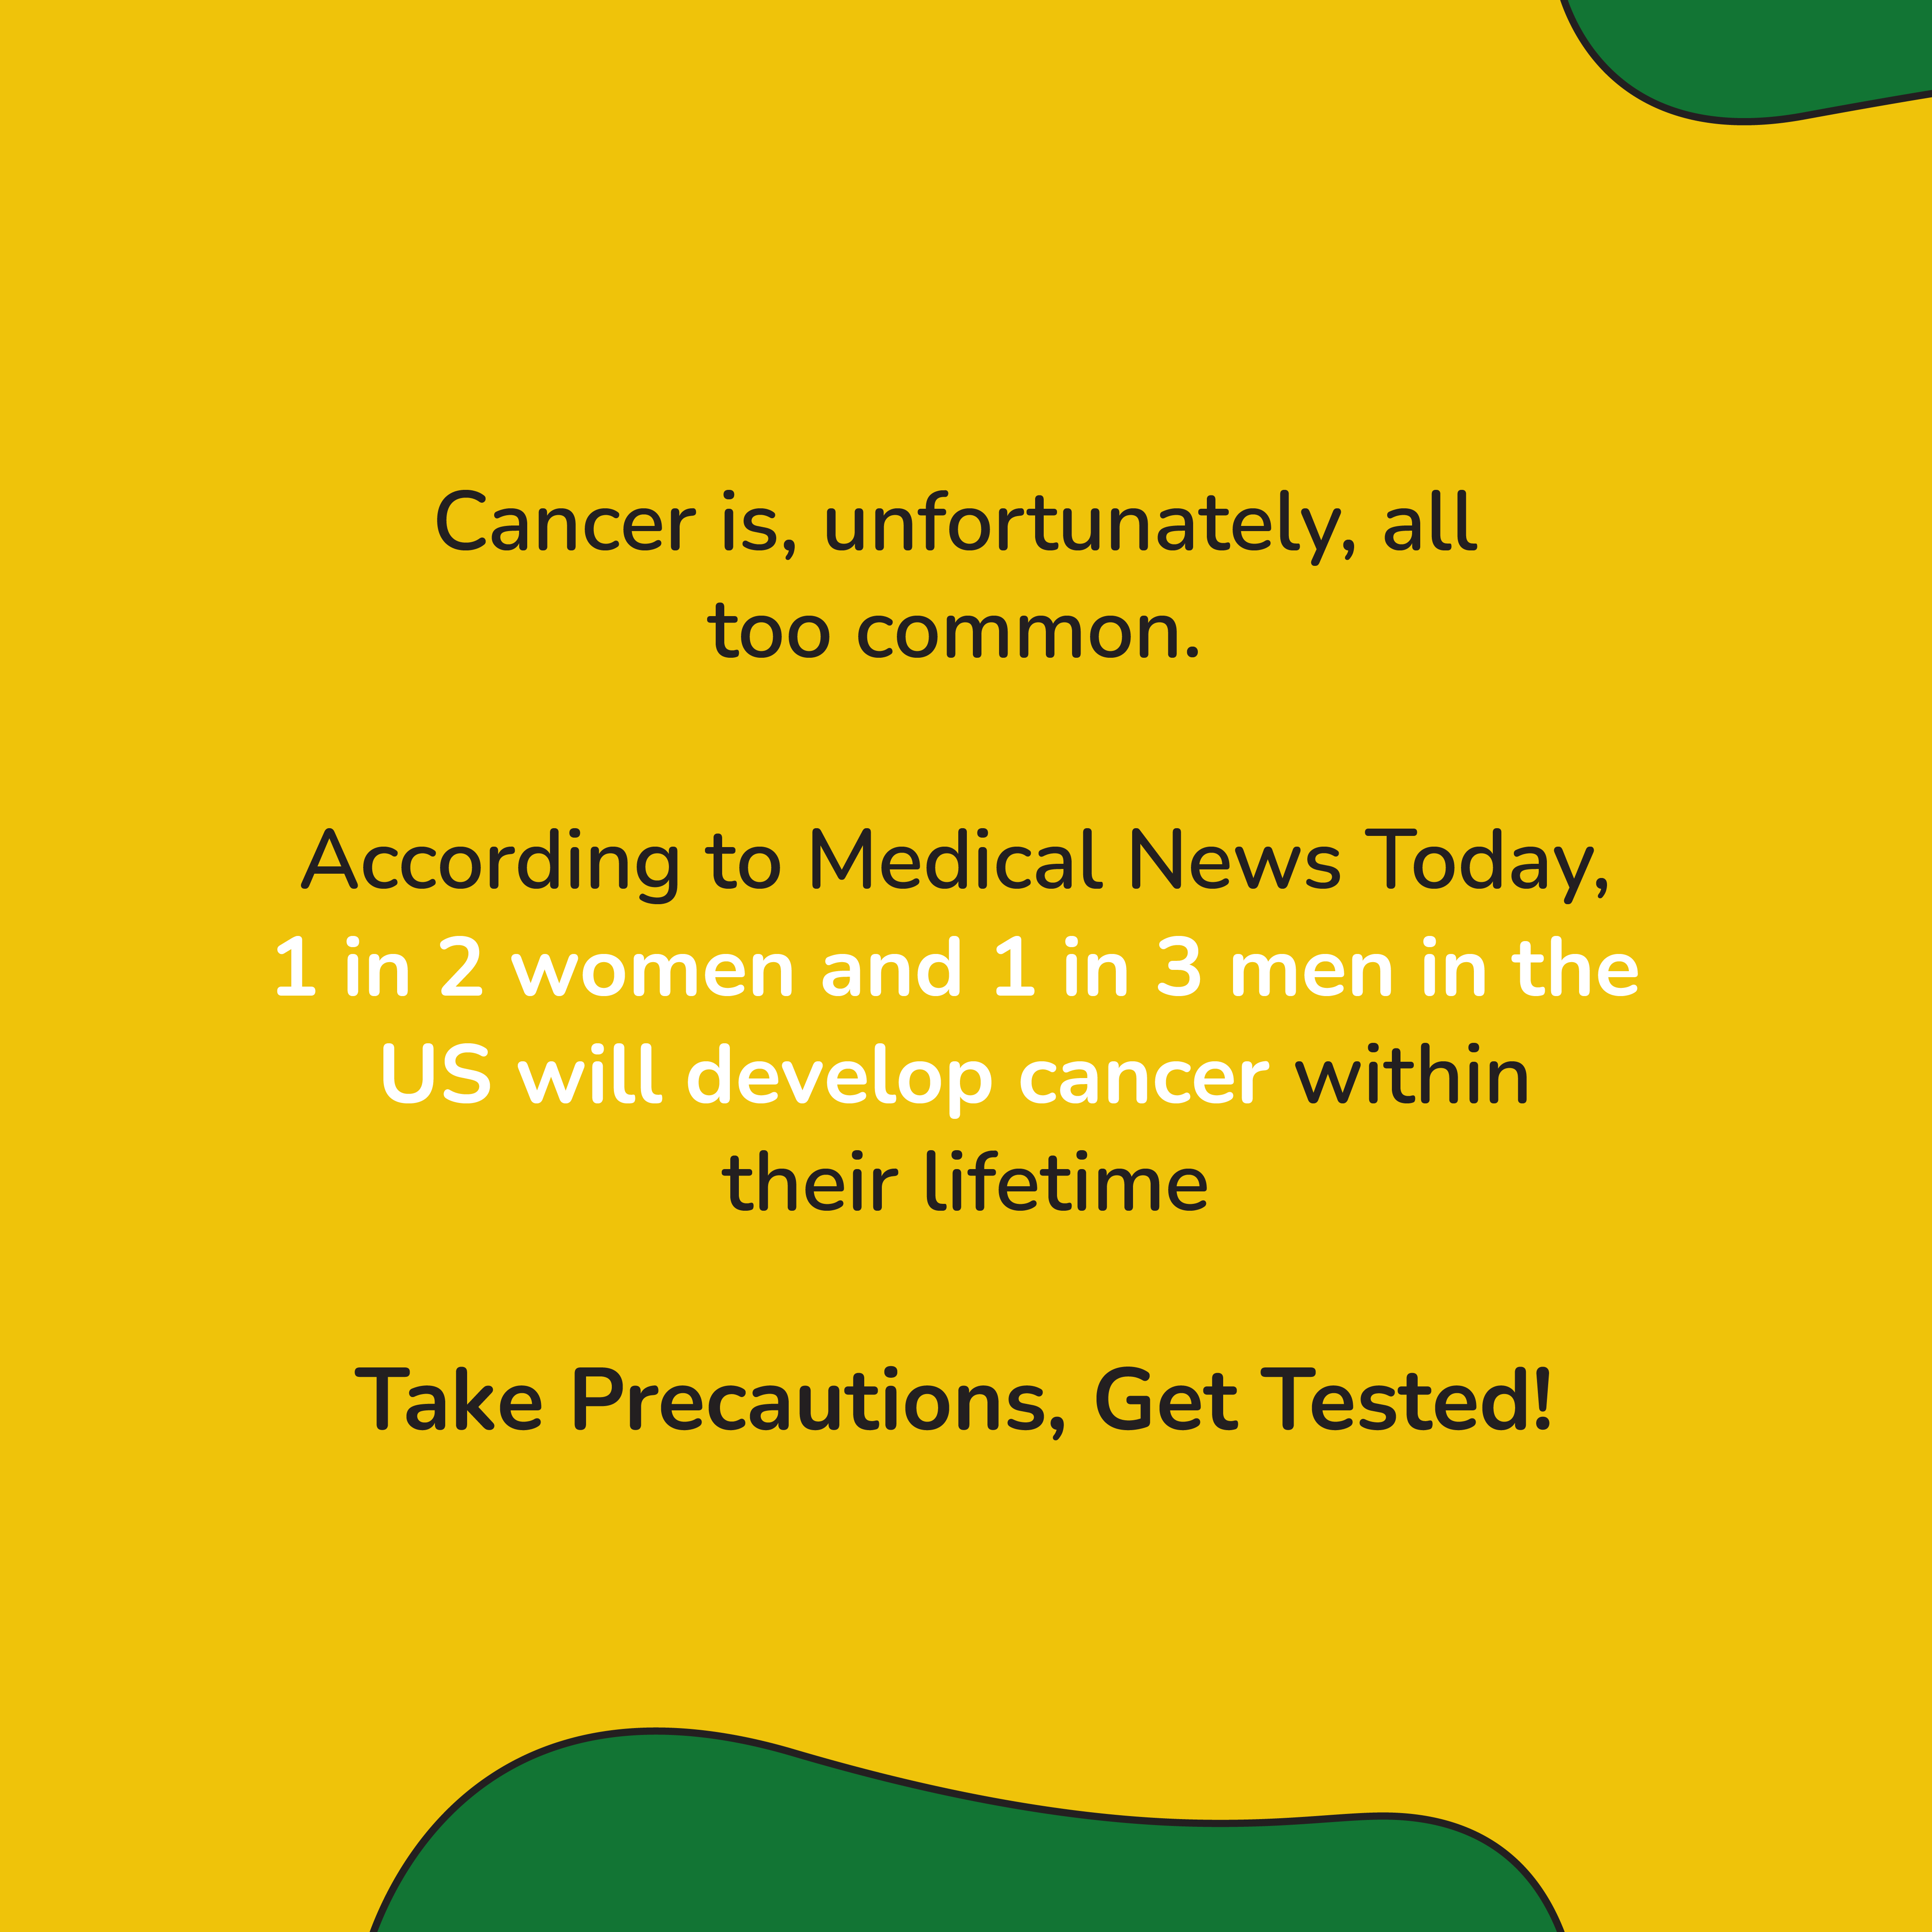 Cancer is, unfortunately, all
too common.
According to Medical News Today,
1 in 2 women and 1 in 3 men in the
US will develop cancer within
their lifetime
Take Precautions, Get Tested!